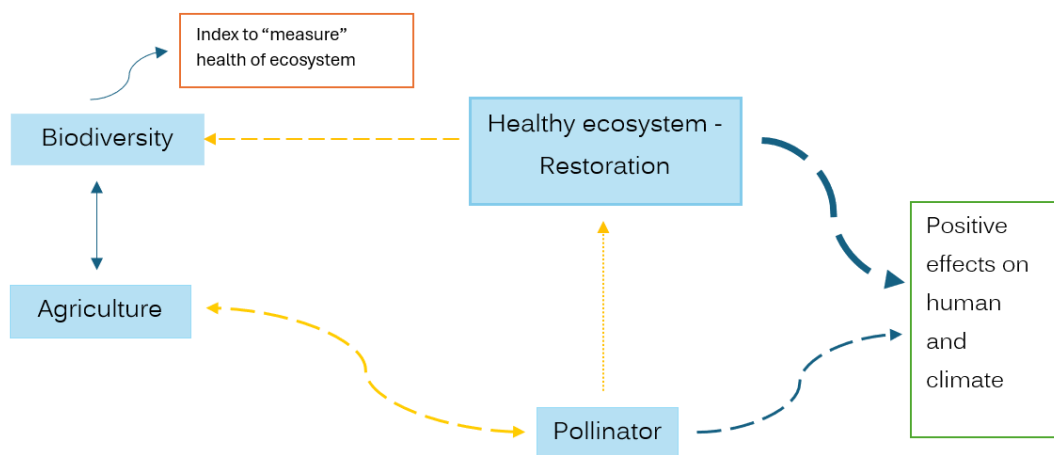 Index to “measure”
health of ecosystem
Biodiversity
Healthy ecosystem -
Restoration
Positive
effects on
human
and
climate
Agriculture
Pollinator